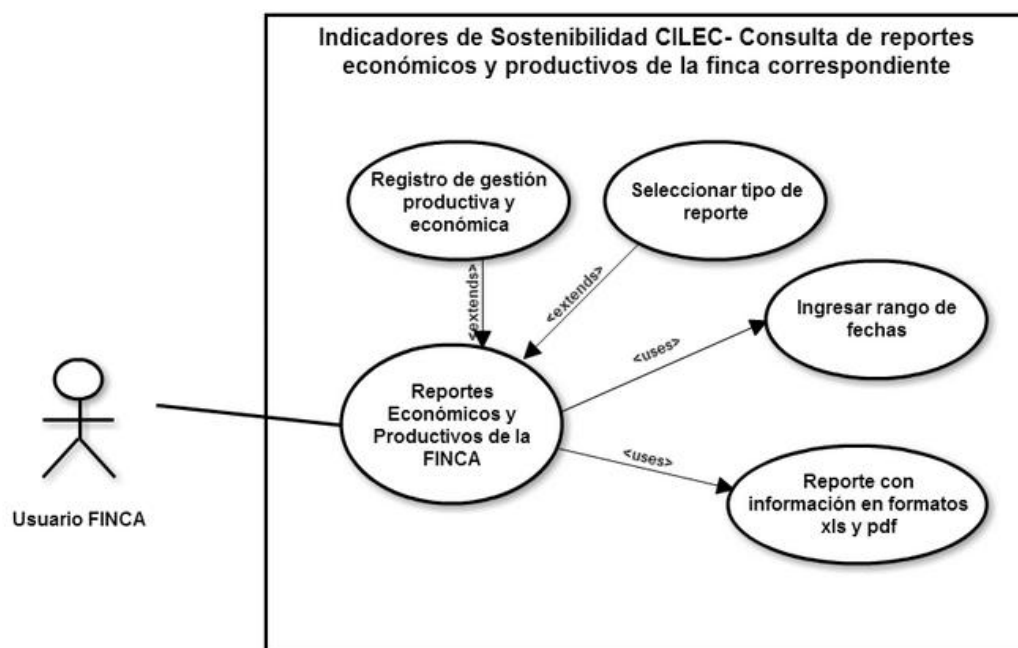 Indicadores de Sostenibilidad CILEC- Consulta de reportes
económicos y productivos de la finca correspondiente
Registro de gestión
productiva y
económica
Seleccionar tipo de
reporte
<extends>
<extends>
Ingresar rango de
fechas
<uses>
Reportes
Económicos y
Productivos de la
FINCA
<uses>
Reporte con
información en formatos
xls y pdf
Usuario FINCA